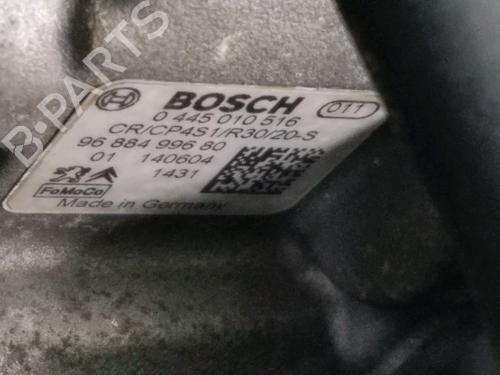 B-PARTS
BOSCH 011
0 445 010 516
CR/CP4S1/R30/20-S
96 884 996 80
01 140604
1431
FoMoCo
Made in Germany